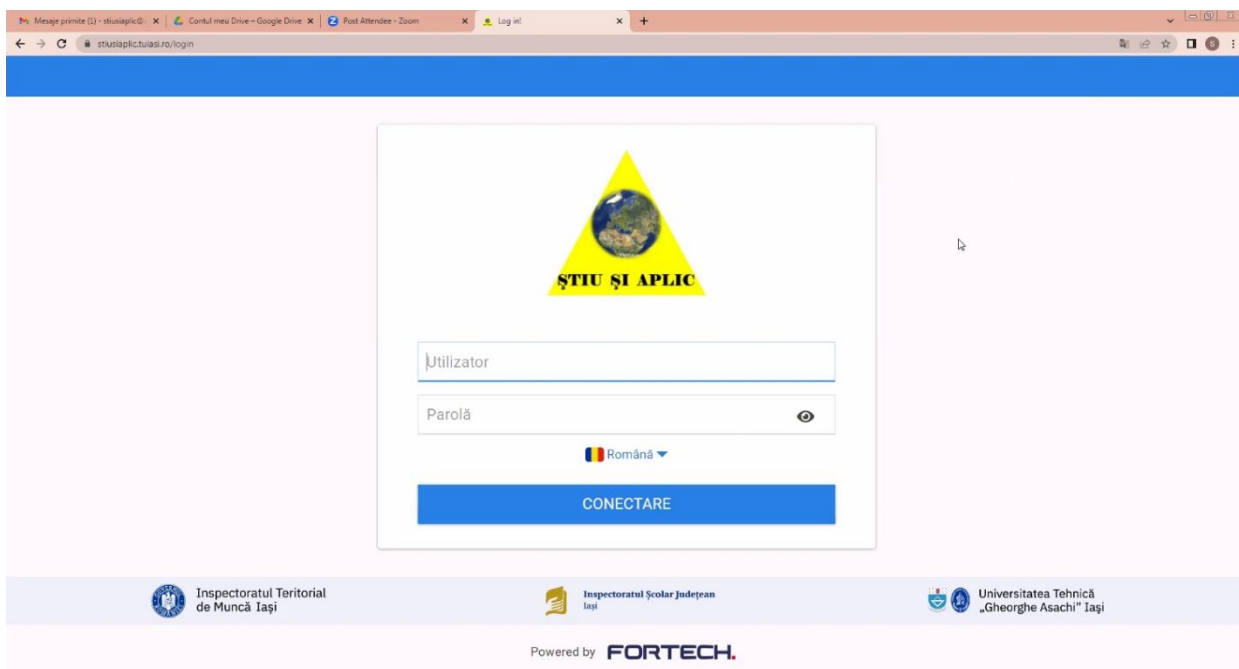 Mesaje primite (1) - stiusiaplic@
Contul meu Drive – Google Drive
Post Attendee - Zoom
Log in!
stiusiaplic.tuiasi.ro/login
S
ȘTIU ȘI APLIC
Utilizator
Parolă
Română
CONECTARE
Inspectoratul Teritorial
de Muncă Iași
Inspectoratul Școlar Județean
Iași
Universitatea Tehnică
„Gheorghe Asachi” Iași
Powered by FORTECH.